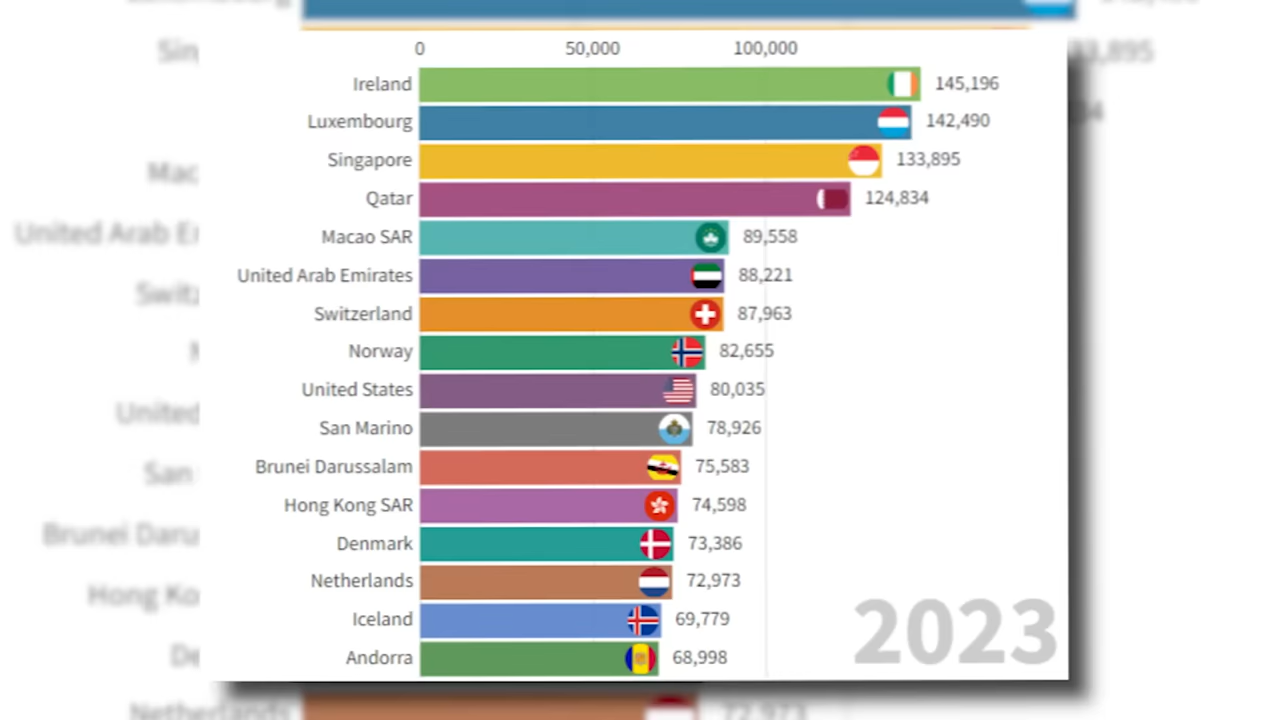 0 50,000 100,000
Ireland 145,196
Luxembourg 142,490
Singapore 133,895
Qatar 124,834
Macao SAR 89,558
United Arab Emirates 88,221
Switzerland 87,963
Norway 82,655
United States 80,035
San Marino 78,926
Brunei Darussalam 75,583
Hong Kong SAR 74,598
Denmark 73,386
Netherlands 72,973
Iceland 69,779
Andorra 68,998
2023